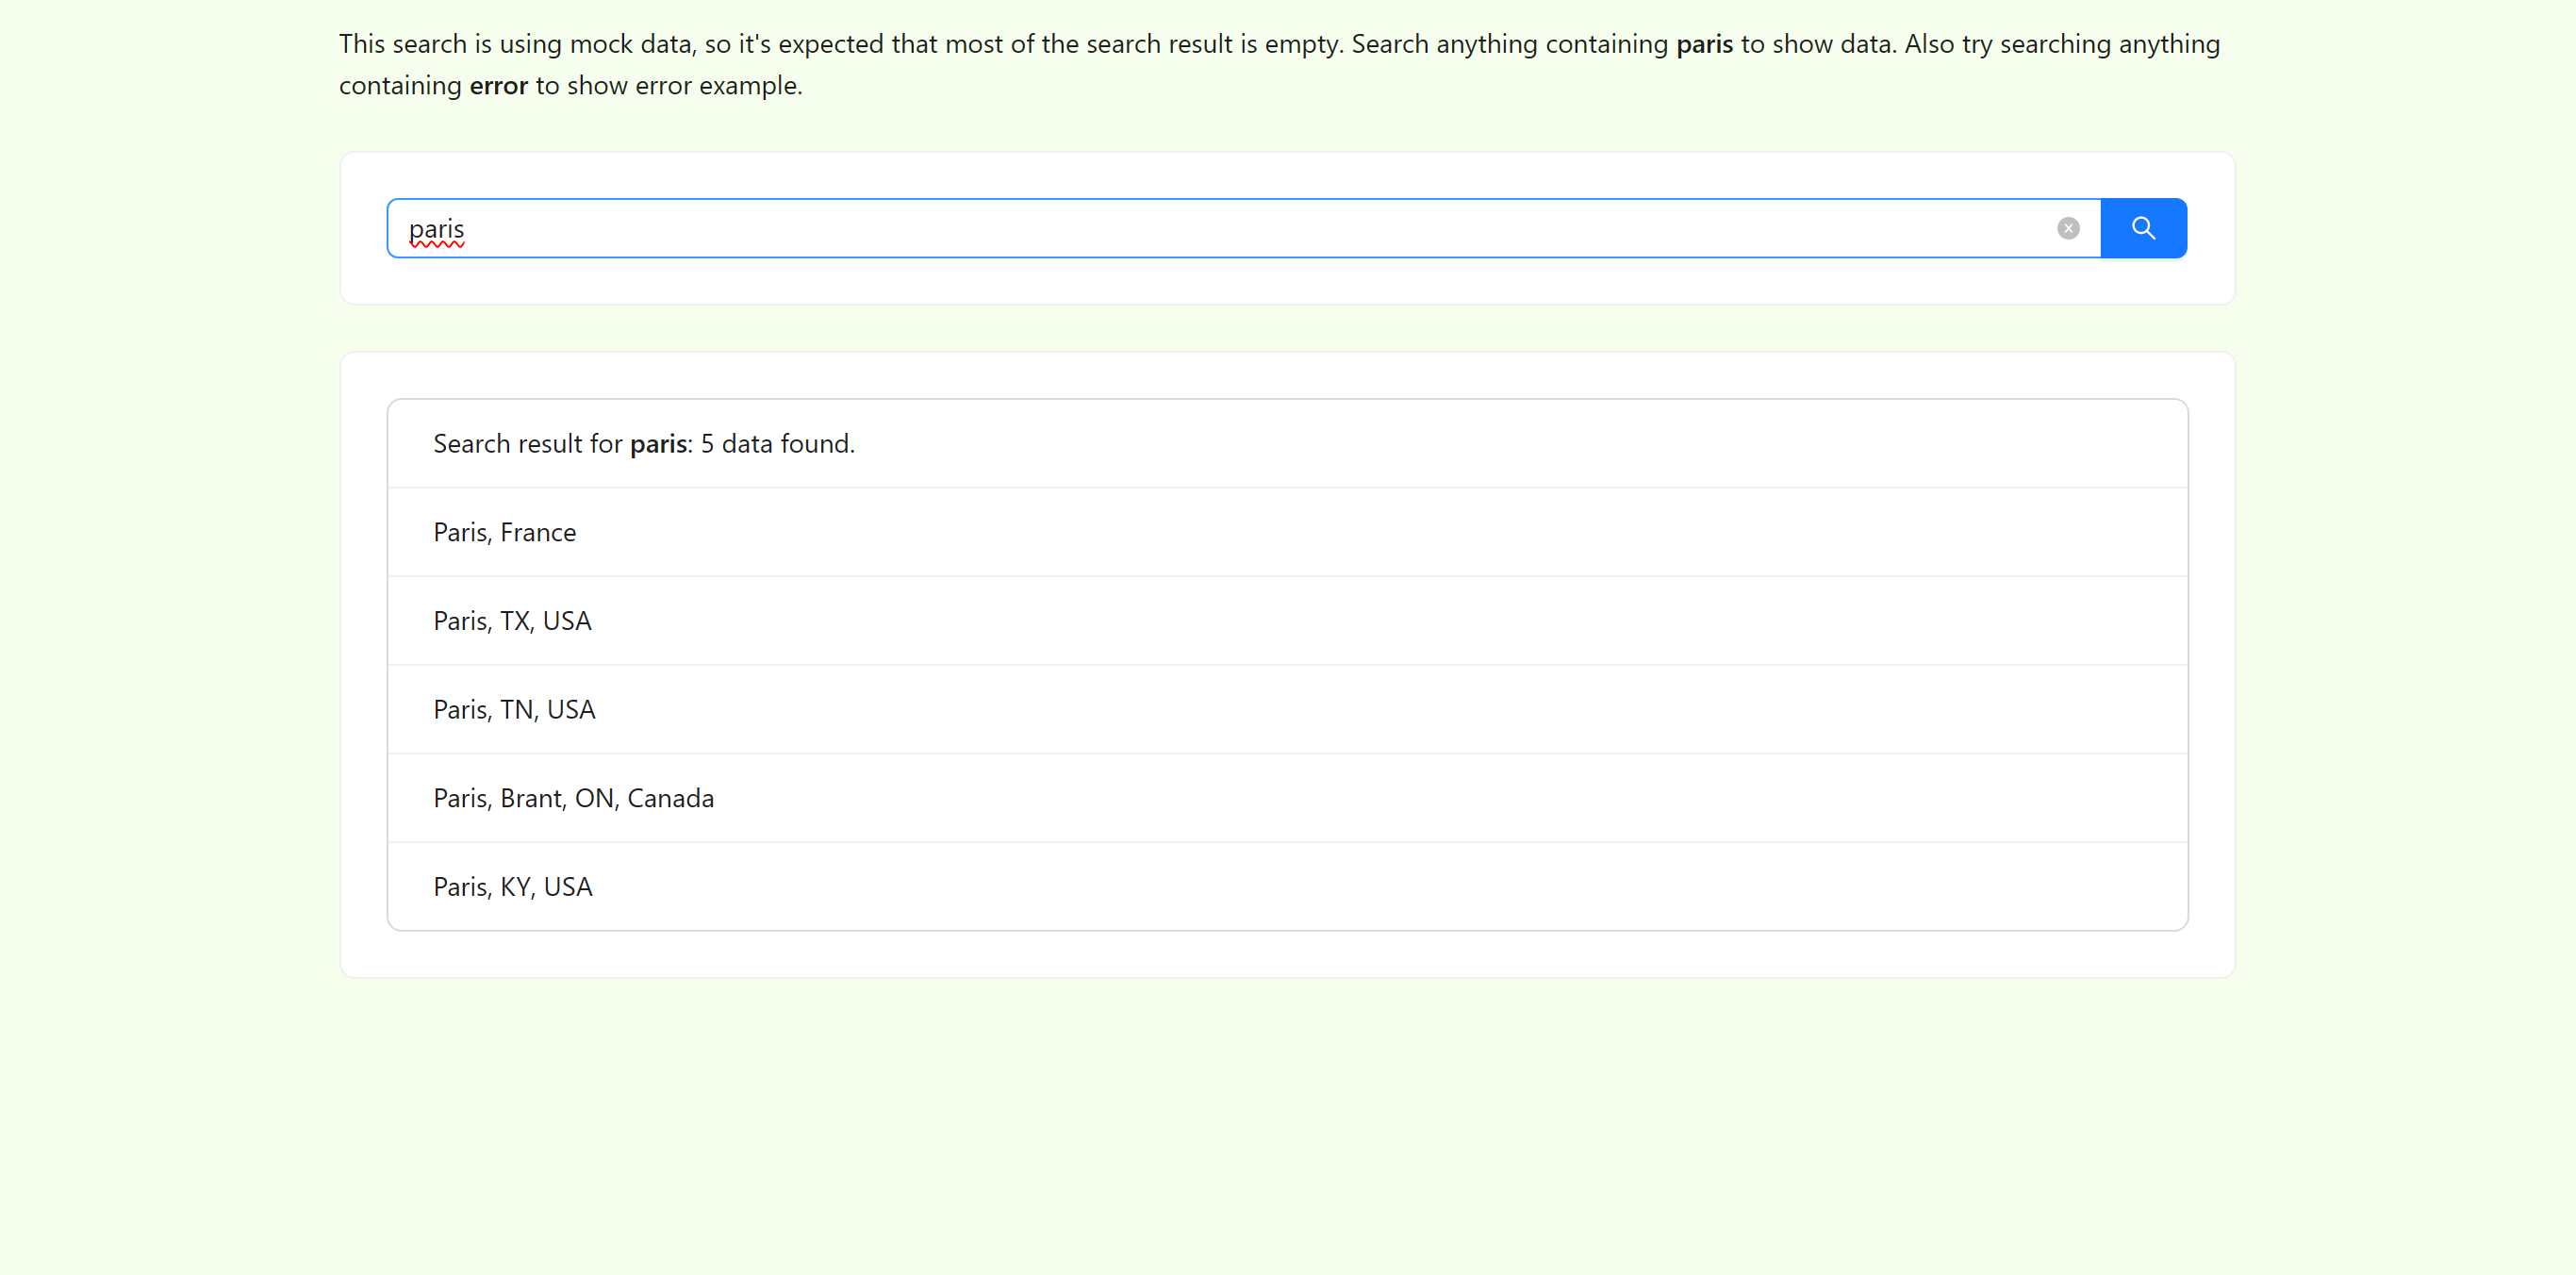 This search is using mock data, so it's expected that most of the search result is empty. Search anything containing paris to show data. Also try searching anything
containing error to show error example.
paris
Search result for paris: 5 data found.
Paris, France
Paris, TX, USA
Paris, TN, USA
Paris, Brant, ON, Canada
Paris, KY, USA